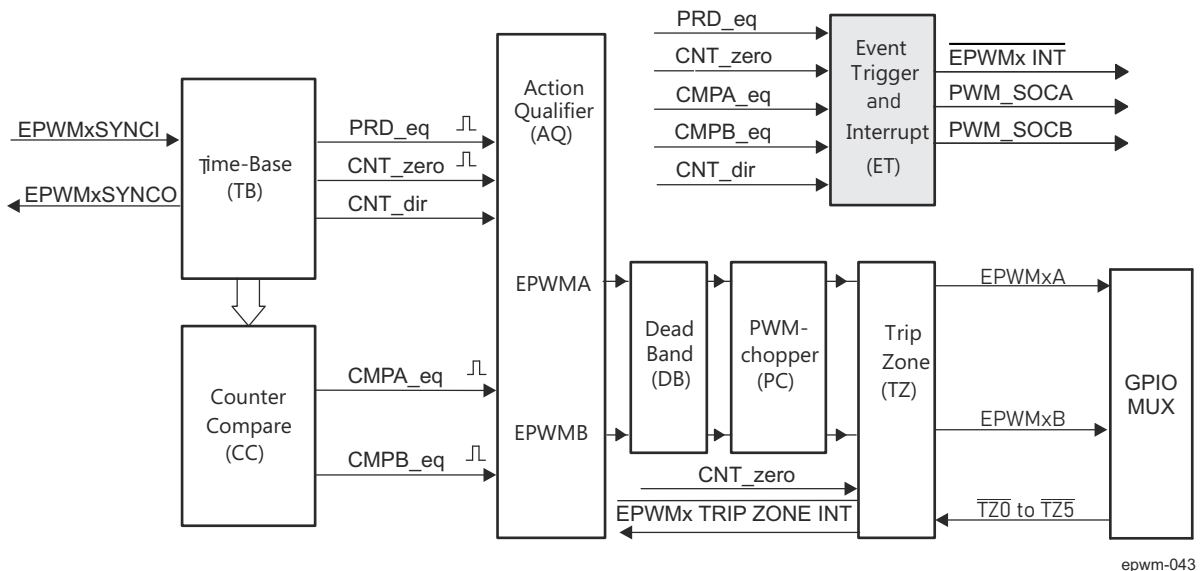 PRD_eq
CNT_zero
CMPA_eq
CMPB_eq
CNT_dir
Event
Trigger
and
Interrupt
(ET)
EPWMx INT
PWM_SOCA
PWM_SOCB
EPWMxSYNCI
EPWMxSYNCO
Time-Base
(TB)
PRD_eq
CNT_zero
CNT_dir
Action
Qualifier
(AQ)
EPWMA
EPWMB
Counter
Compare
(CC)
CMPA_eq
CMPB_eq
Dead
Band
(DB)
PWM-
chopper
(PC)
Trip
Zone
(TZ)
CNT_zero
EPWMx TRIP ZONE INT
EPWMxA
EPWMxB
TZ0 to TZ5
GPIO
MUX
epwm-043